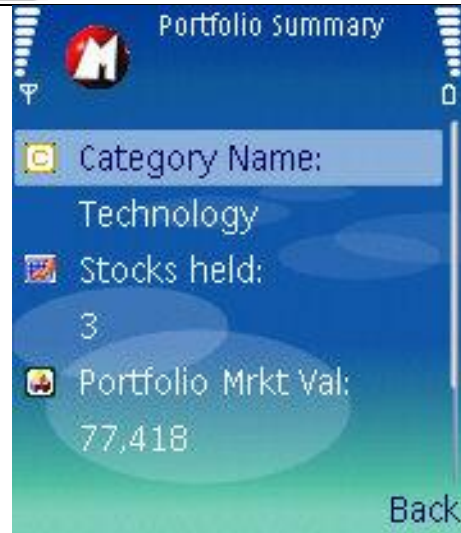 Portfolio Summary
Category Name:
Technology
Stocks held:
3
Portfolio Mrkt Val:
77,418
Back